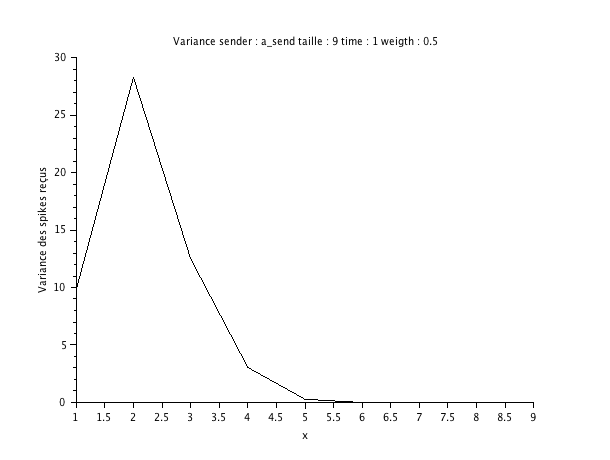 Variance sender : a_send taille : 9 time : 1 weigth : 0.5
30
25
20
15
10
5
0
Variance des spikes reçus
1 1.5 2 2.5 3 3.5 4 4.5 5 5.5 6 6.5 7 7.5 8 8.5 9
x